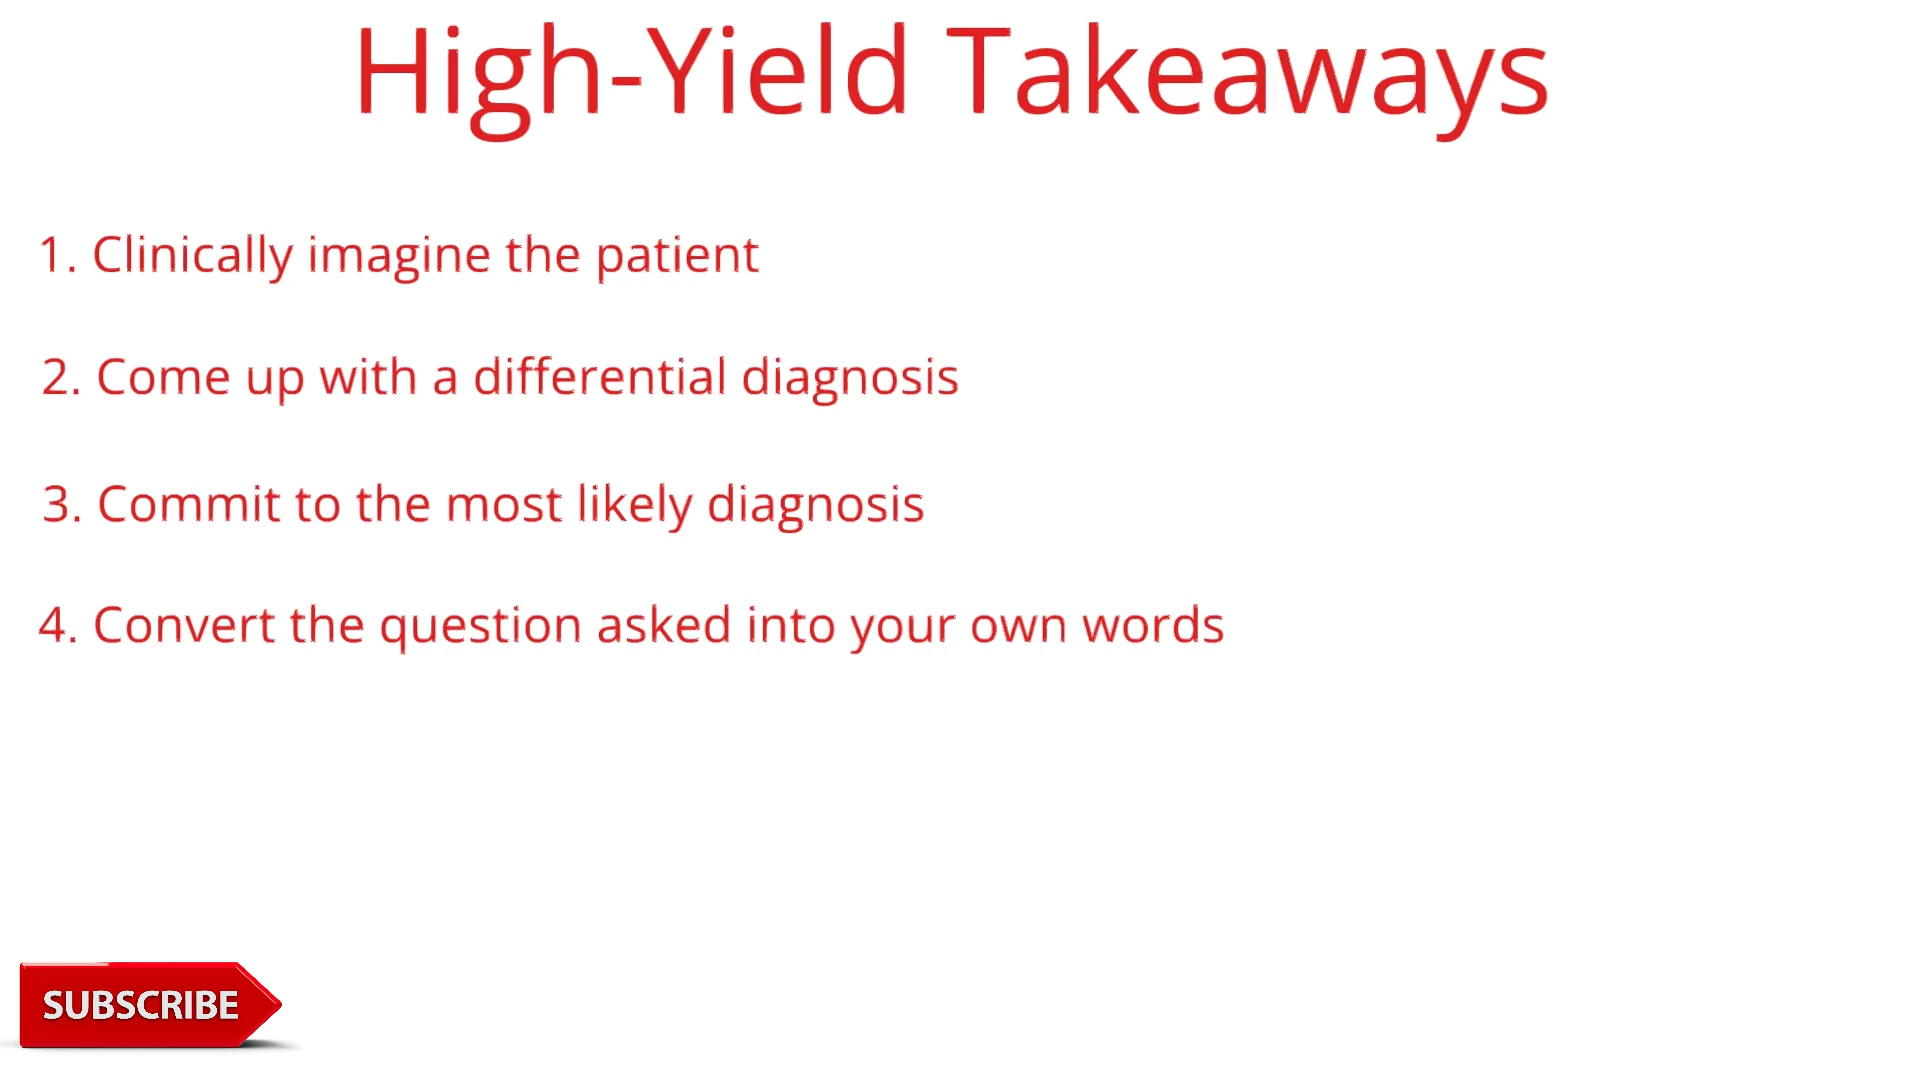 High-Yield Takeaways
1. Clinically imagine the patient
2. Come up with a differential diagnosis
3. Commit to the most likely diagnosis
4. Convert the question asked into your own words
SUBSCRIBE